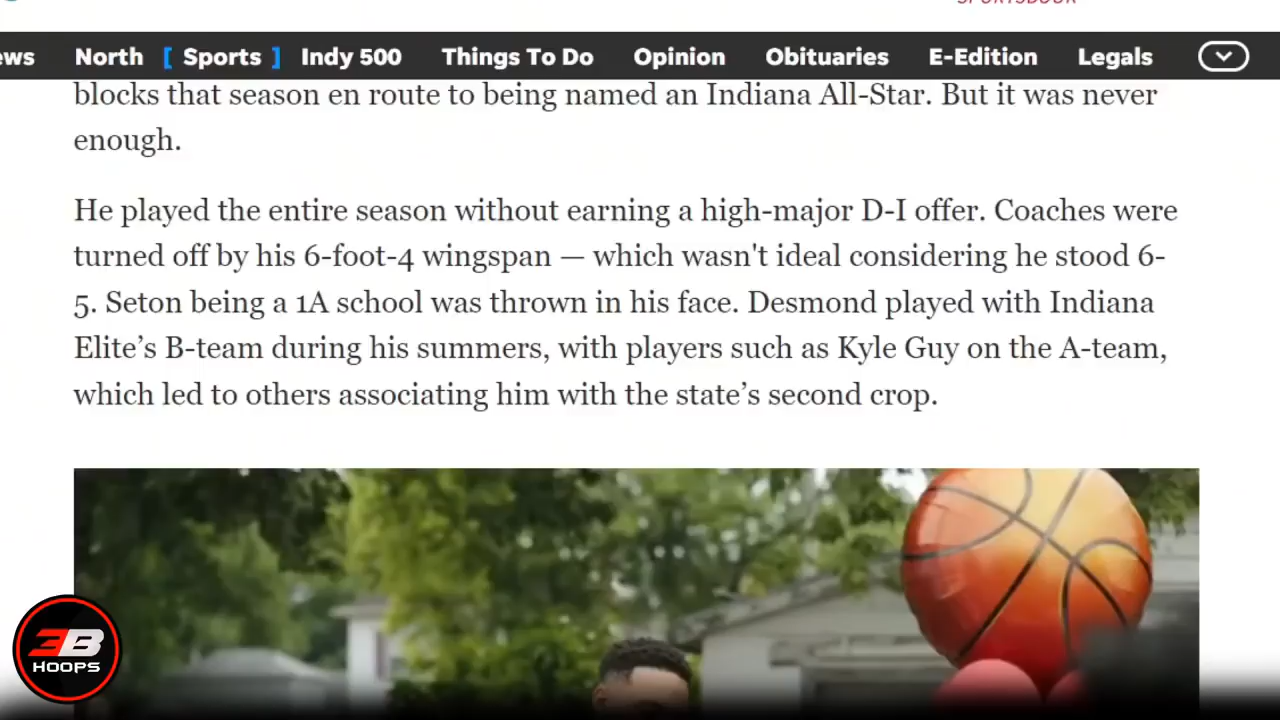 ews North [ Sports ] Indy 500 Things To Do Opinion Obituaries E-Edition Legals
blocks that season en route to being named an Indiana All-Star. But it was never
enough.
He played the entire season without earning a high-major D-I offer. Coaches were
turned off by his 6-foot-4 wingspan — which wasn't ideal considering he stood 6-
5. Seton being a 1A school was thrown in his face. Desmond played with Indiana
Elite’s B-team during his summers, with players such as Kyle Guy on the A-team,
which led to others associating him with the state’s second crop.
3B
HOOPS